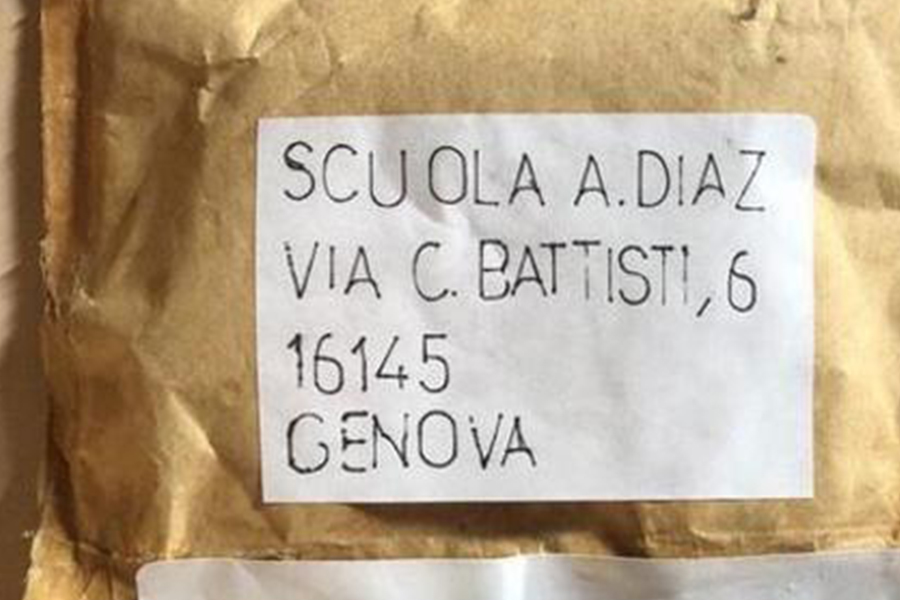 SCUOLA A.DIAZ
VIA C. BATTISTI, 6
16145
GENOVA